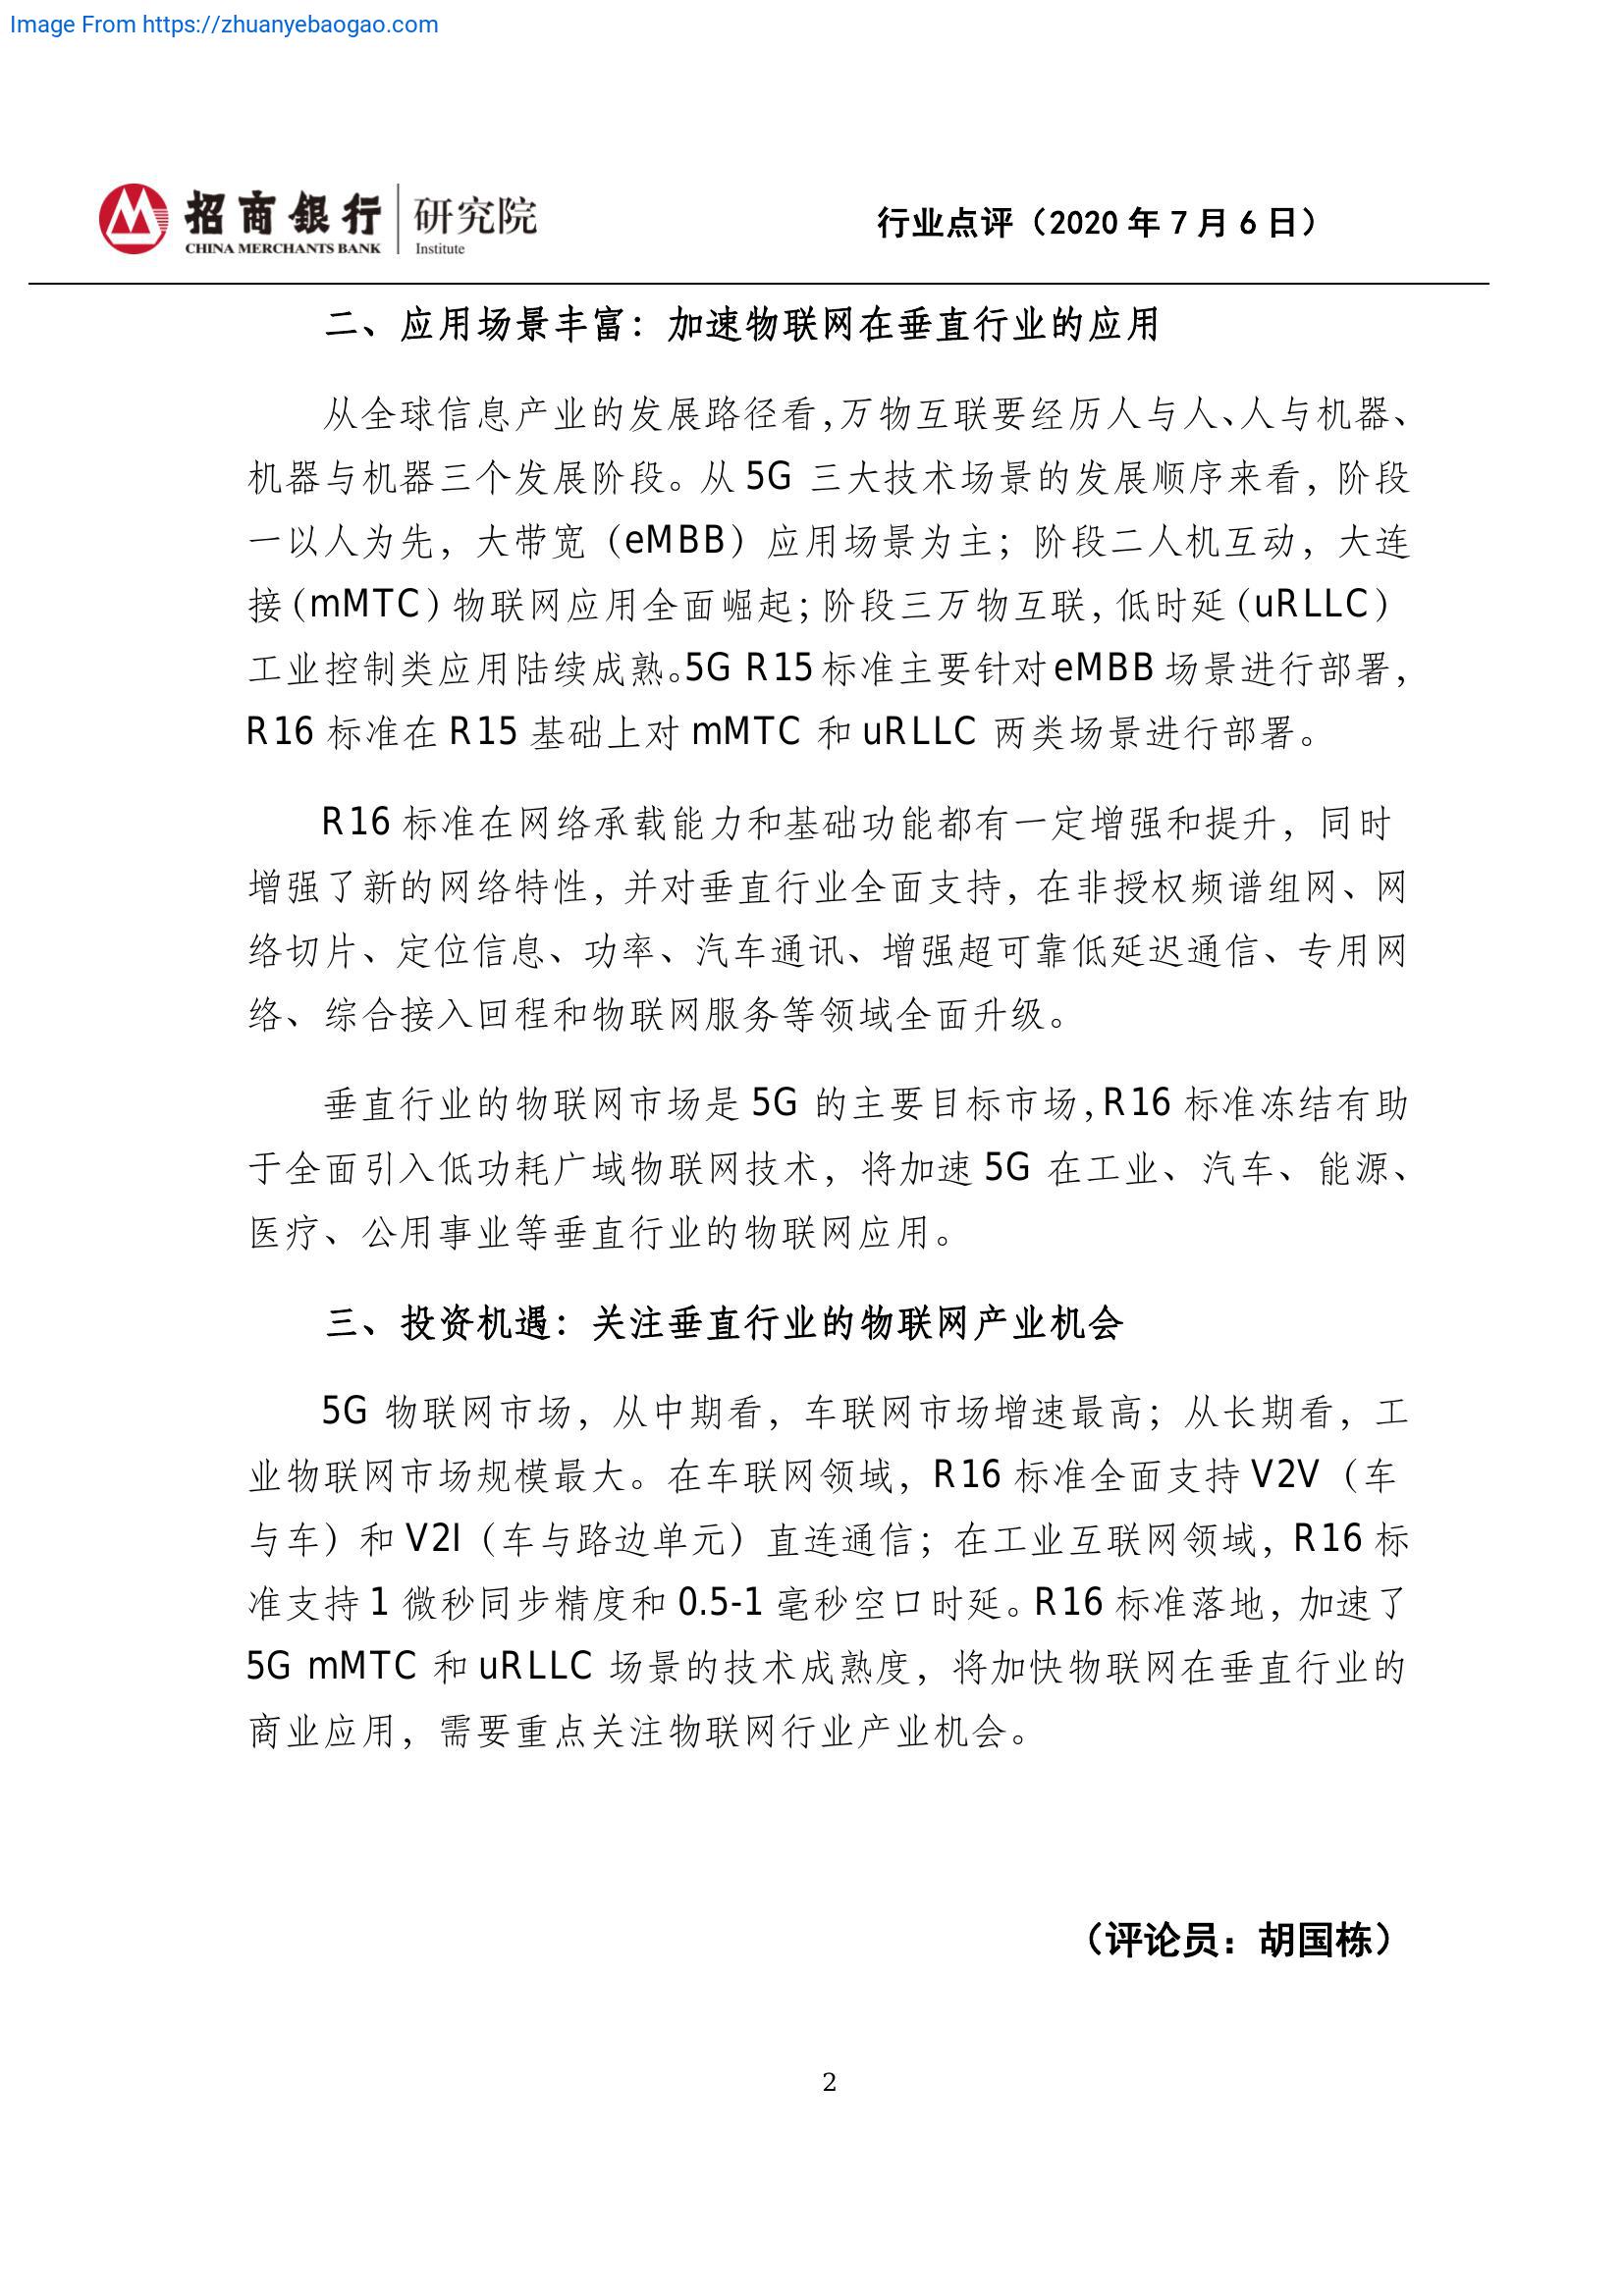 Image From https://zhuanyebaogao.com
招商銀行 研究院
CHINA MERCHANTS BANK Institute
行业点评（2020 年 7 月 6 日）
二、应用场景丰富：加速物联网在垂直行业的应用
从全球信息产业的发展路径看，万物互联要经历人与人、人与机器、
机器与机器三个发展阶段。从 5G 三大技术场景的发展顺序来看，阶段
一以人为先，大带宽（eMBB）应用场景为主；阶段二人机互动，大连
接（mMTC）物联网应用全面崛起；阶段三万物互联，低时延（uRLLC）
工业控制类应用陆续成熟。5G R15 标准主要针对 eMBB 场景进行部署，
R16 标准在 R15 基础上对 mMTC 和 uRLLC 两类场景进行部署。
R16 标准在网络承载能力和基础功能都有一定增强和提升，同时
增强了新的网络特性，并对垂直行业全面支持，在非授权频谱组网、网
络切片、定位信息、功率、汽车通讯、增强超可靠低延迟通信、专用网
络、综合接入回程和物联网服务等领域全面升级。
垂直行业的物联网市场是 5G 的主要目标市场，R16 标准冻结有助
于全面引入低功耗广域物联网技术，将加速 5G 在工业、汽车、能源、
医疗、公用事业等垂直行业的物联网应用。
三、投资机遇：关注垂直行业的物联网产业机会
5G 物联网市场，从中期看，车联网市场增速最高；从长期看，工
业物联网市场规模最大。在车联网领域，R16 标准全面支持 V2V（车
与车）和 V2I（车与路边单元）直连通信；在工业互联网领域，R16 标
准支持 1 微秒同步精度和 0.5-1 毫秒空口时延。R16 标准落地，加速了
5G mMTC 和 uRLLC 场景的技术成熟度，将加快物联网在垂直行业的
商业应用，需要重点关注物联网行业产业机会。
（评论员：胡国栋）
2